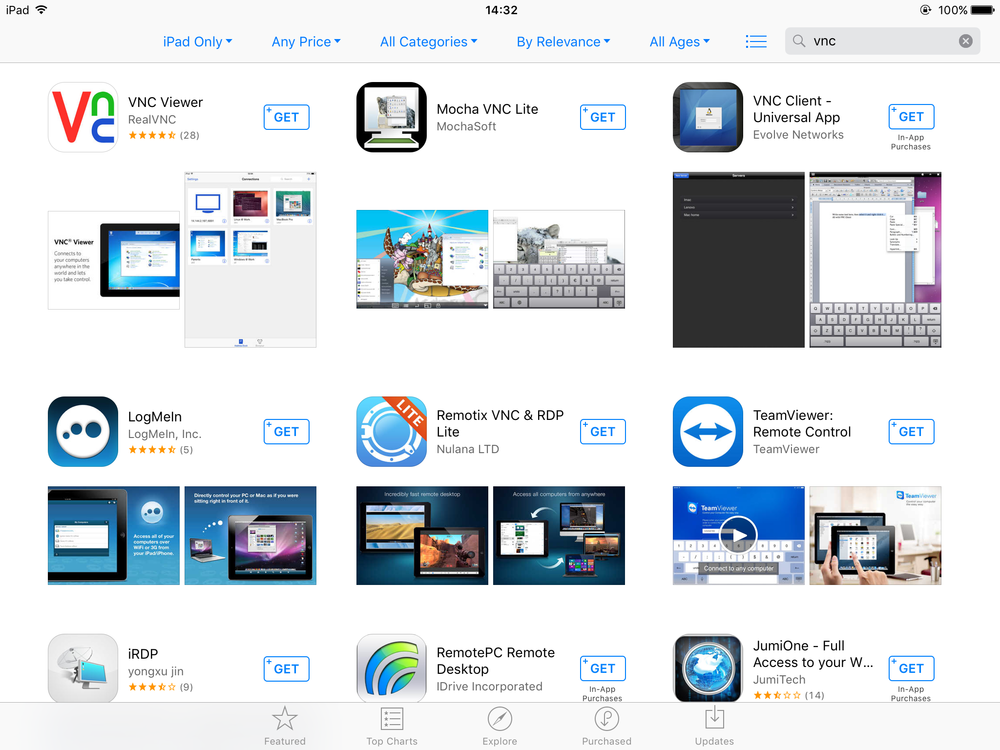 iPad
14:32
100%
iPad Only
Any Price
All Categories
By Relevance
All Ages
vnc
VNC Viewer
RealVNC
(28)
+ GET
Mocha VNC Lite
MochaSoft
+ GET
VNC Client -
Universal App
Evolve Networks
+ GET
In-App
Purchases
VNC® Viewer
Connects to
your computers
anywhere in the
world and lets
you take control.
Connections
Servers
LogMeIn
LogMeIn, Inc.
(5)
+ GET
LITE
Remotix VNC & RDP
Lite
Nulana LTD
+ GET
TeamViewer:
Remote Control
TeamViewer
+ GET
Access all of your
computers over
WiFi or 3G from
your iPad/iPhone.
Directly control your PC or Mac as if you were
sitting right in front of it.
Incredibly fast remote desktop
Access all computers from anywhere
TeamViewer
Connect to any computer
TeamViewer
iRDP
yongxu jin
(9)
+ GET
RemotePC Remote
Desktop
IDrive Incorporated
+ GET
In-App
Purchases
JumiOne - Full
Access to your W...
JumiTech
(14)
+ GET
In-App
Purchases
Featured
Top Charts
Explore
Purchased
Updates